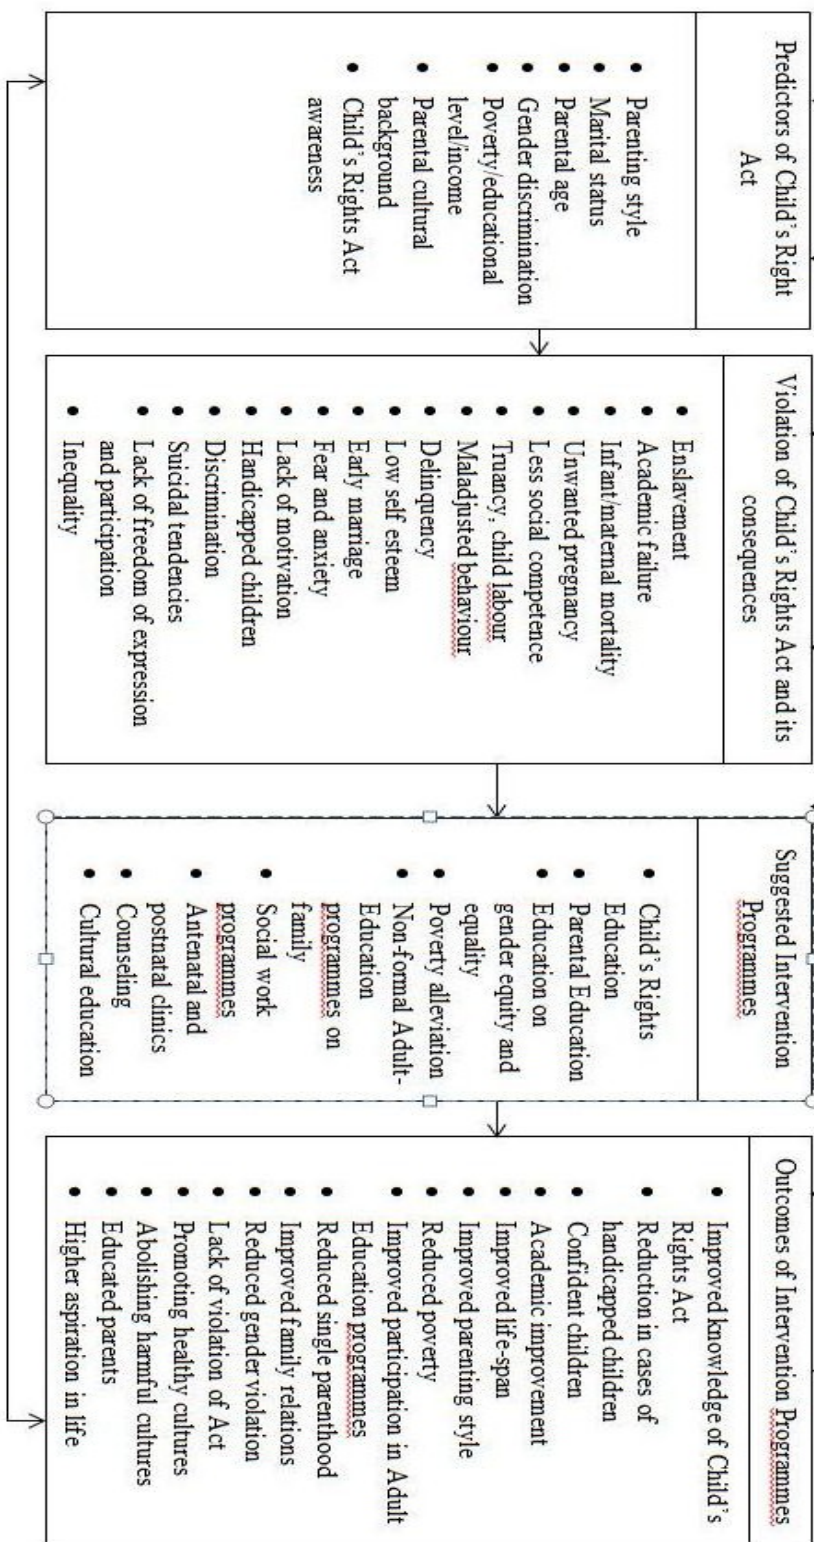 Predictors of Child's Right
Act
• Parenting style
• Marital status
• Parental age
• Gender discrimination
• Poverty/educational
level/income
• Parental cultural
background
• Child's Rights Act
awareness
Violation of Child's Rights Act and its
consequences
• Enslavement
• Academic failure
• Infant/maternal mortality
• Unwanted pregnancy
• Less social competence
• Truancy, child labour
• Maladjusted behaviour
• Delinquency
• Low self esteem
• Early marriage
• Fear and anxiety
• Lack of motivation
• Handicapped children
• Discrimination
• Suicidal tendencies
• Lack of freedom of expression
and participation
• Inequality
Suggested Intervention
Programmes
• Child's Rights
Education
• Parental Education
• Education on
gender equity and
equality
• Poverty alleviation
• Non-formal Adult-
Education
programmes on
family
• Social work
programmes
• Antenatal and
postnatal clinics
• Counseling
• Cultural education
Outcomes of Intervention Programmes
• Improved knowledge of Child's
Rights Act
• Reduction in cases of
handicapped children
• Confident children
• Academic improvement
• Improved life-span
• Improved parenting style
• Reduced poverty
• Improved participation in Adult
Education programmes
• Reduced single parenthood
• Improved family relations
• Reduced gender violation
• Lack of violation of Act
• Promoting healthy cultures
• Abolishing harmful cultures
• Educated parents
• Higher aspiration in life